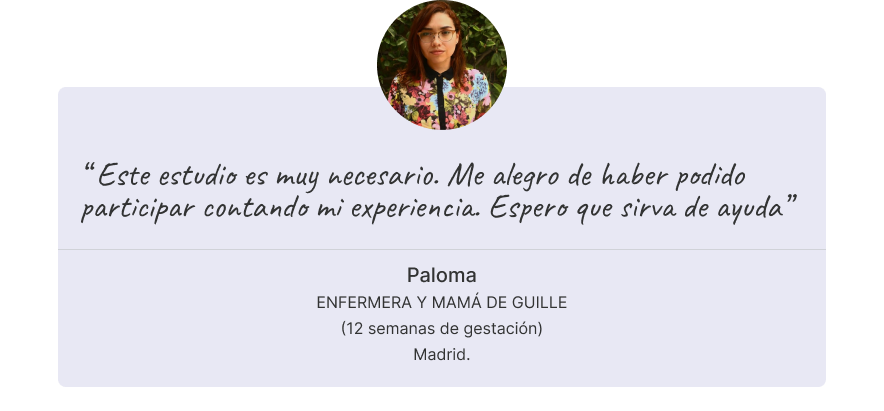 “Este estudio es muy necesario. Me alegro de haber podido
participar contando mi experiencia. Espero que sirva de ayuda”
Paloma
ENFERMERA Y MAMÁ DE GUILLE
(12 semanas de gestación)
Madrid.